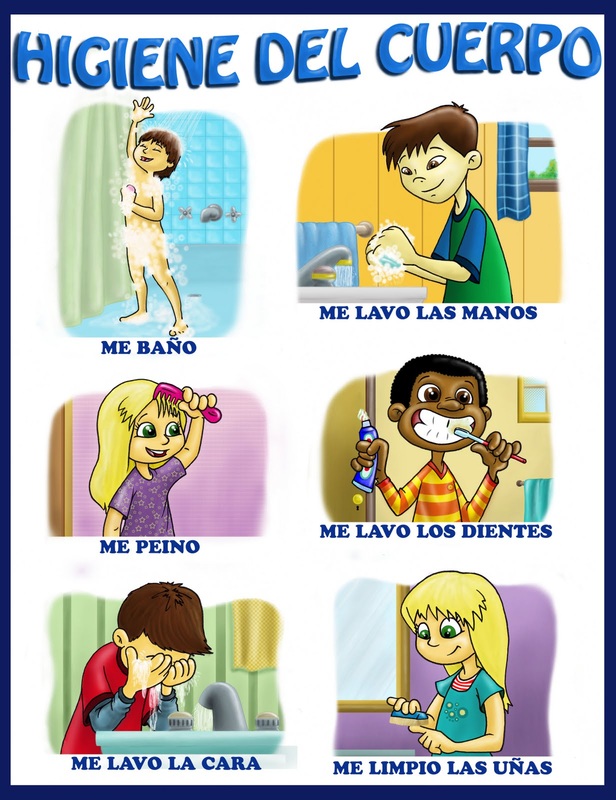 HIGIENE DEL CUERPO
ME BAÑO
ME LAVO LAS MANOS
ME PEINO
ME LAVO LOS DIENTES
ME LAVO LA CARA
ME LIMPIO LAS UÑAS